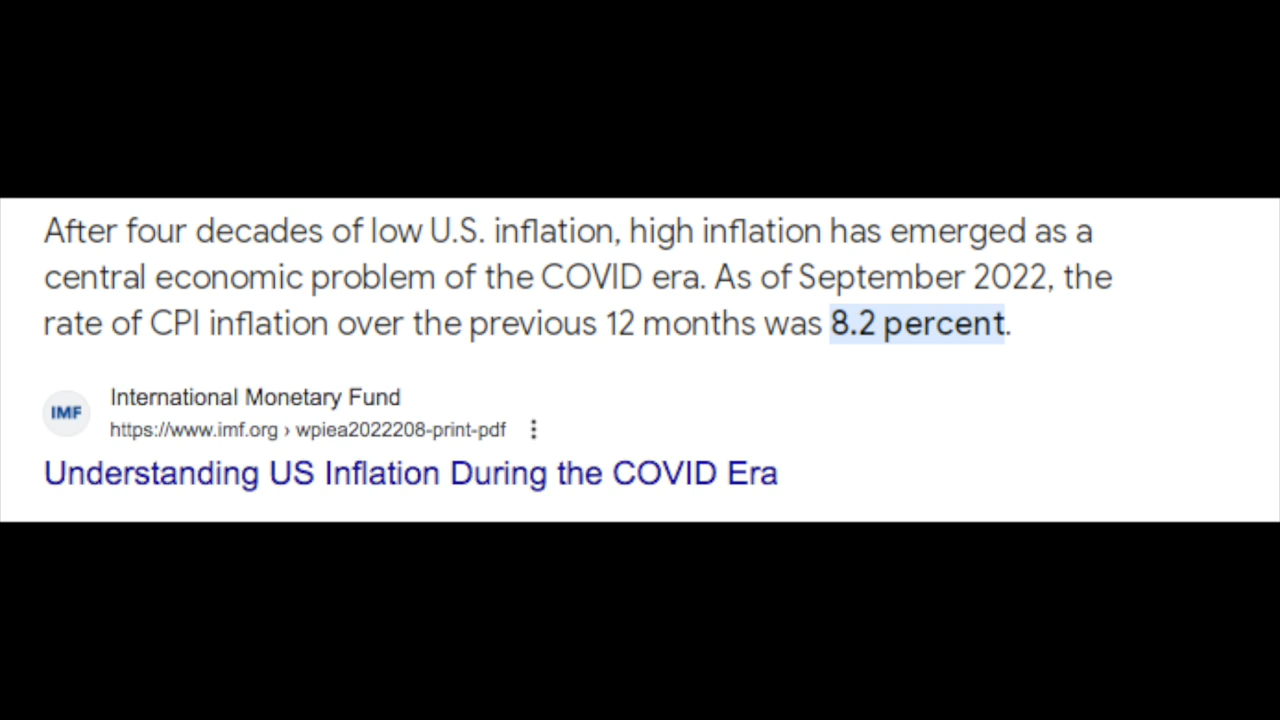 After four decades of low U.S. inflation, high inflation has emerged as a
central economic problem of the COVID era. As of September 2022, the
rate of CPI inflation over the previous 12 months was 8.2 percent.
IMF
International Monetary Fund
https://www.imf.org › wpiea2022208-print-pdf
Understanding US Inflation During the COVID Era